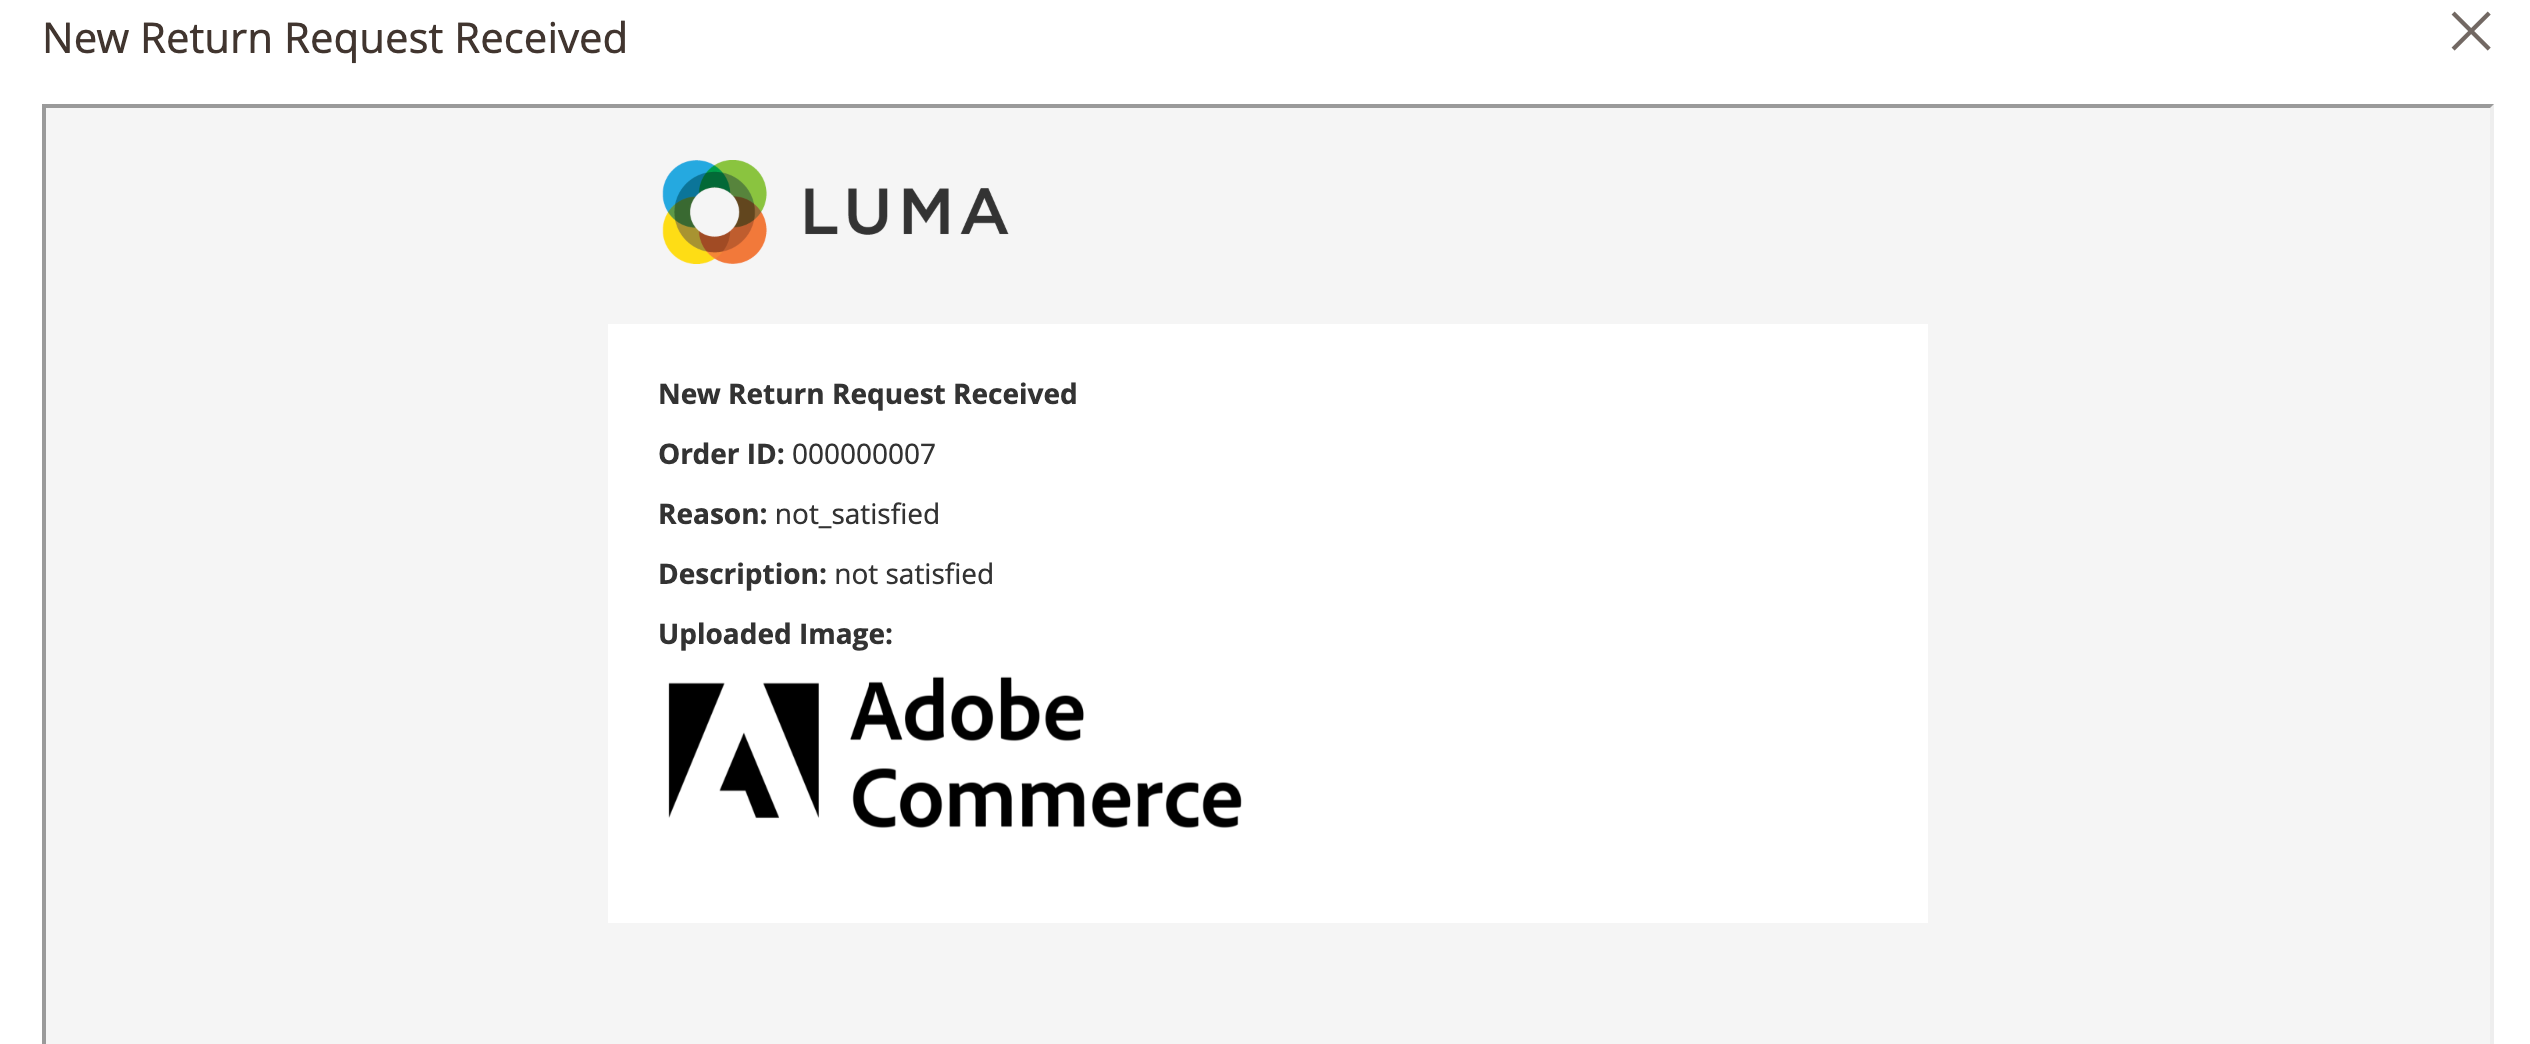 New Return Request Received
LUMA
New Return Request Received
Order ID: 000000007
Reason: not_satisfied
Description: not satisfied
Uploaded Image:
Adobe
Commerce